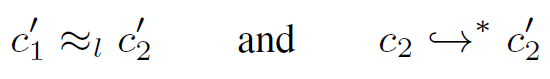 c′₁ ≈ₗ c′₂ and c₂ ↪* c′₂